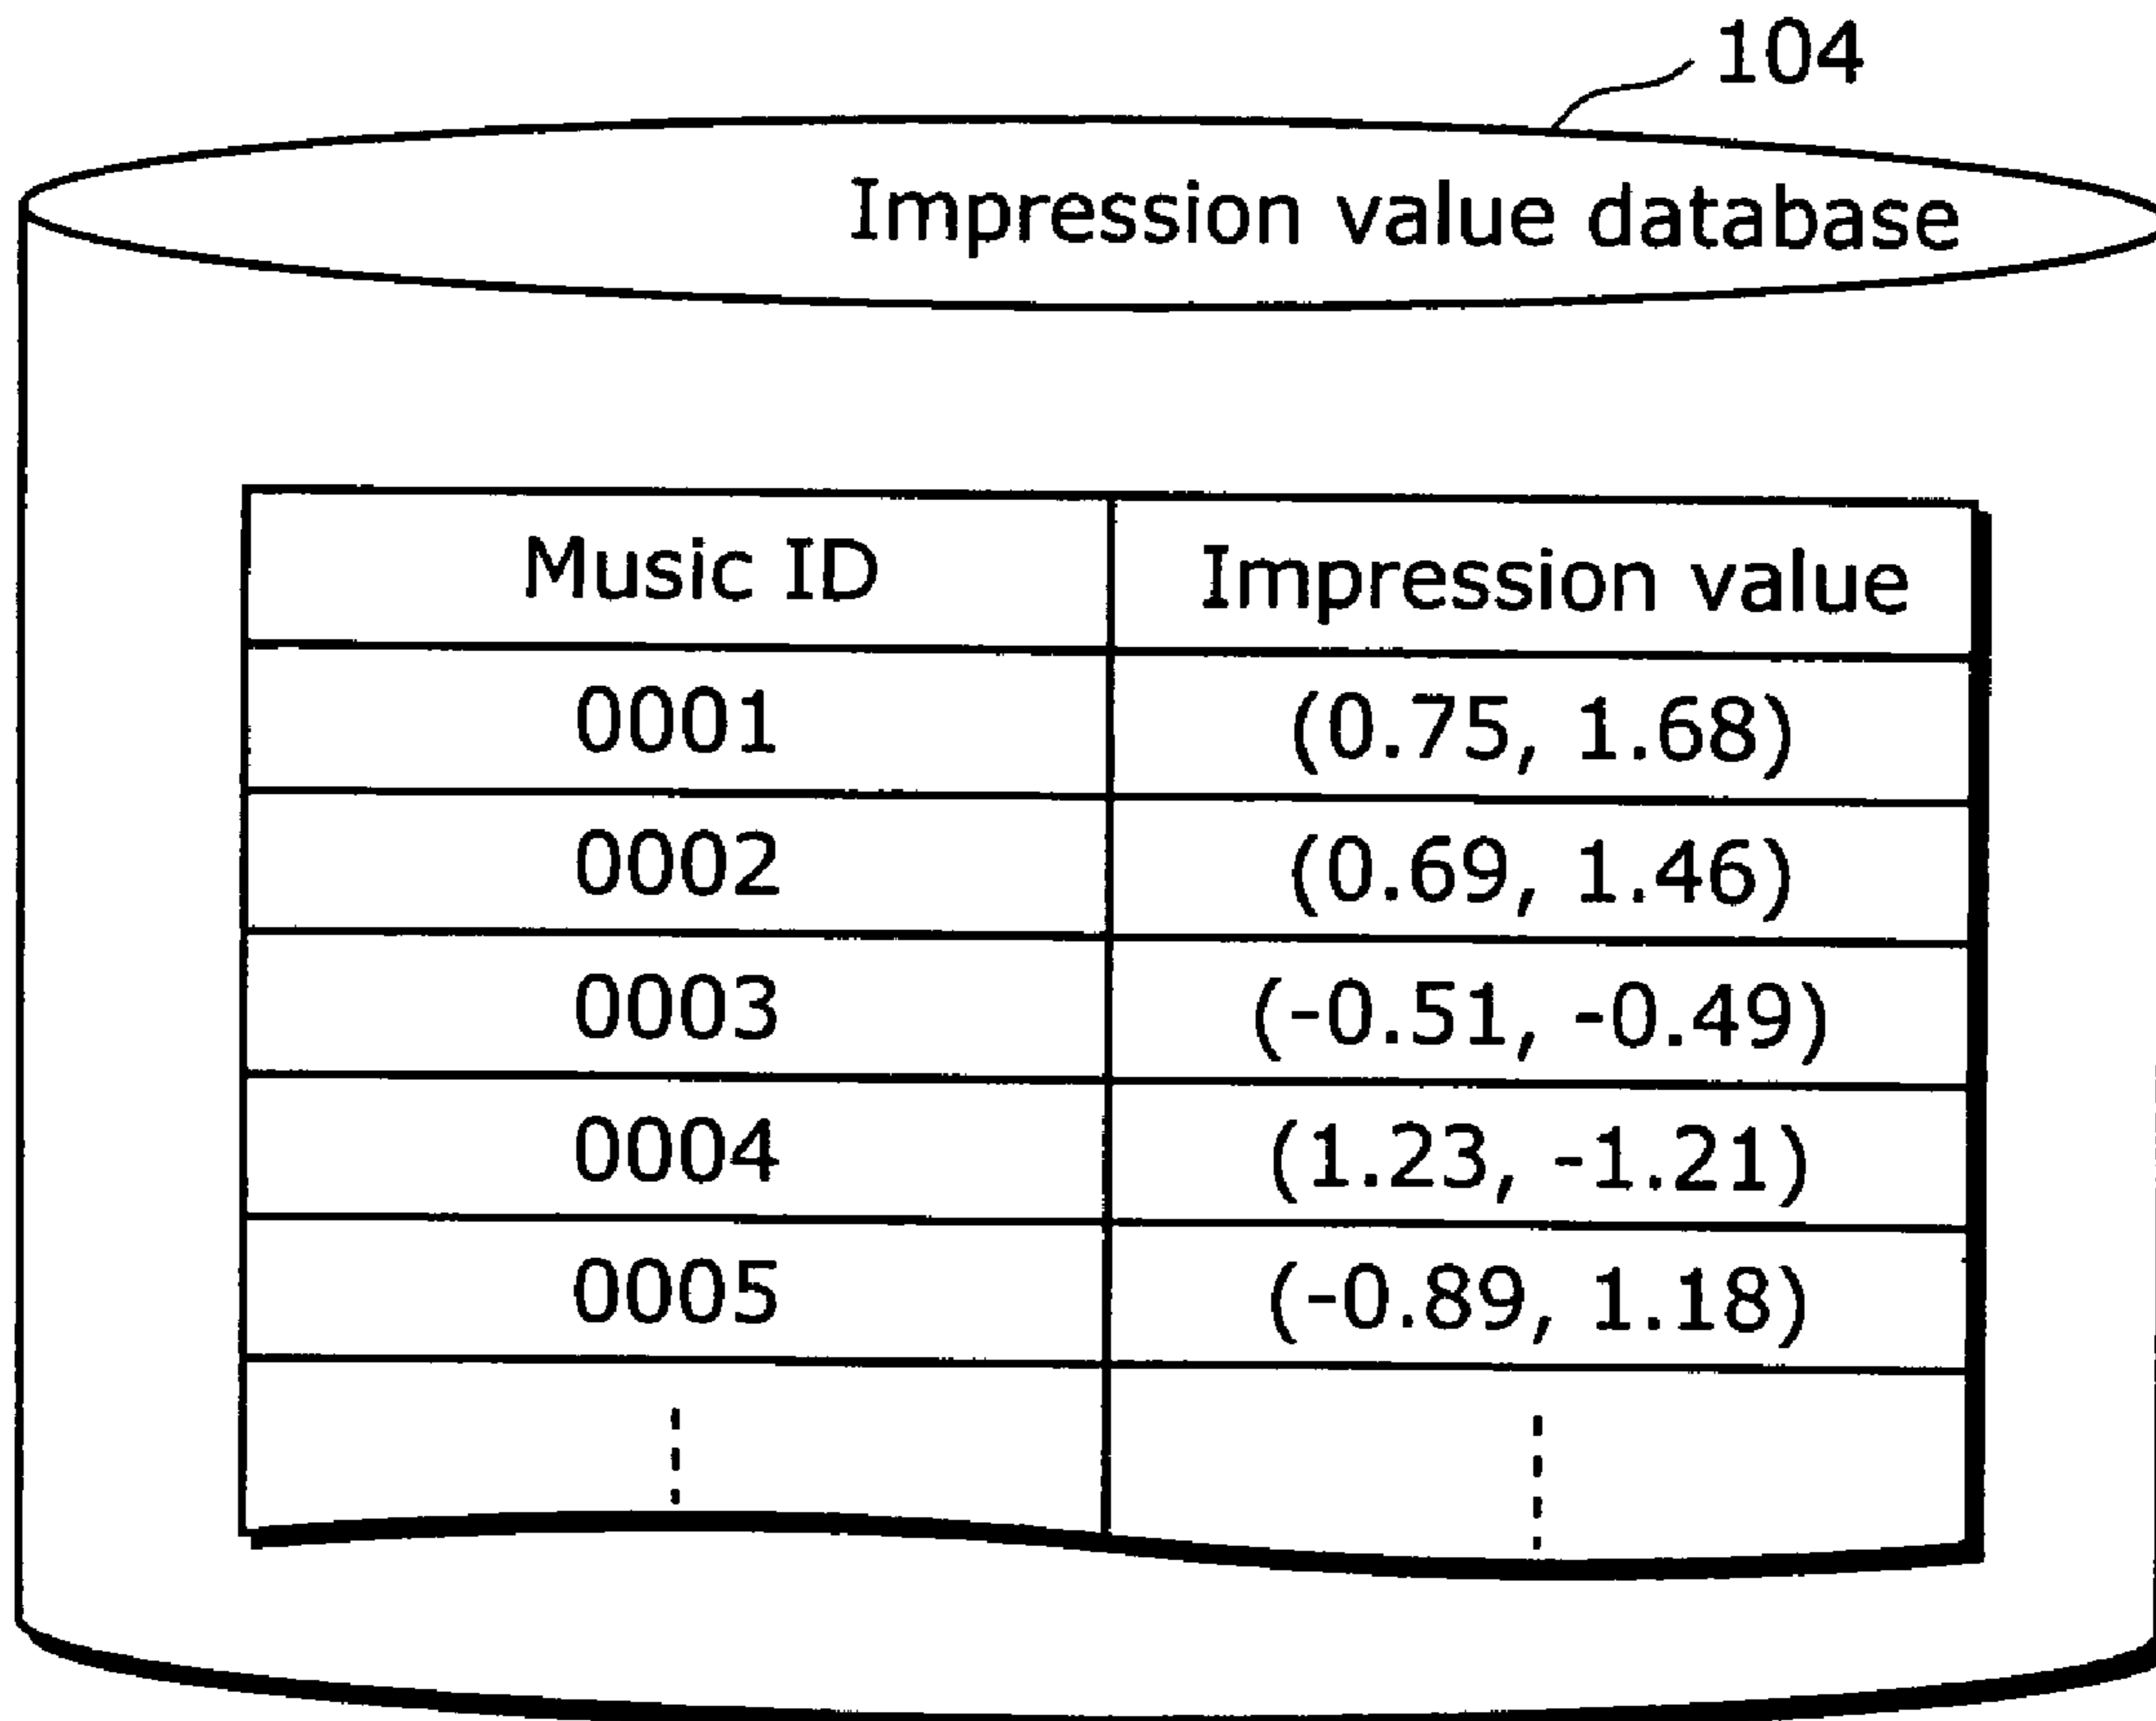 104
Impression value database
Music ID Impression value
0001 (0.75, 1.68)
0002 (0.69, 1.46)
0003 (-0.51, -0.49)
0004 (1.23, -1.21)
0005 (-0.89, 1.18)